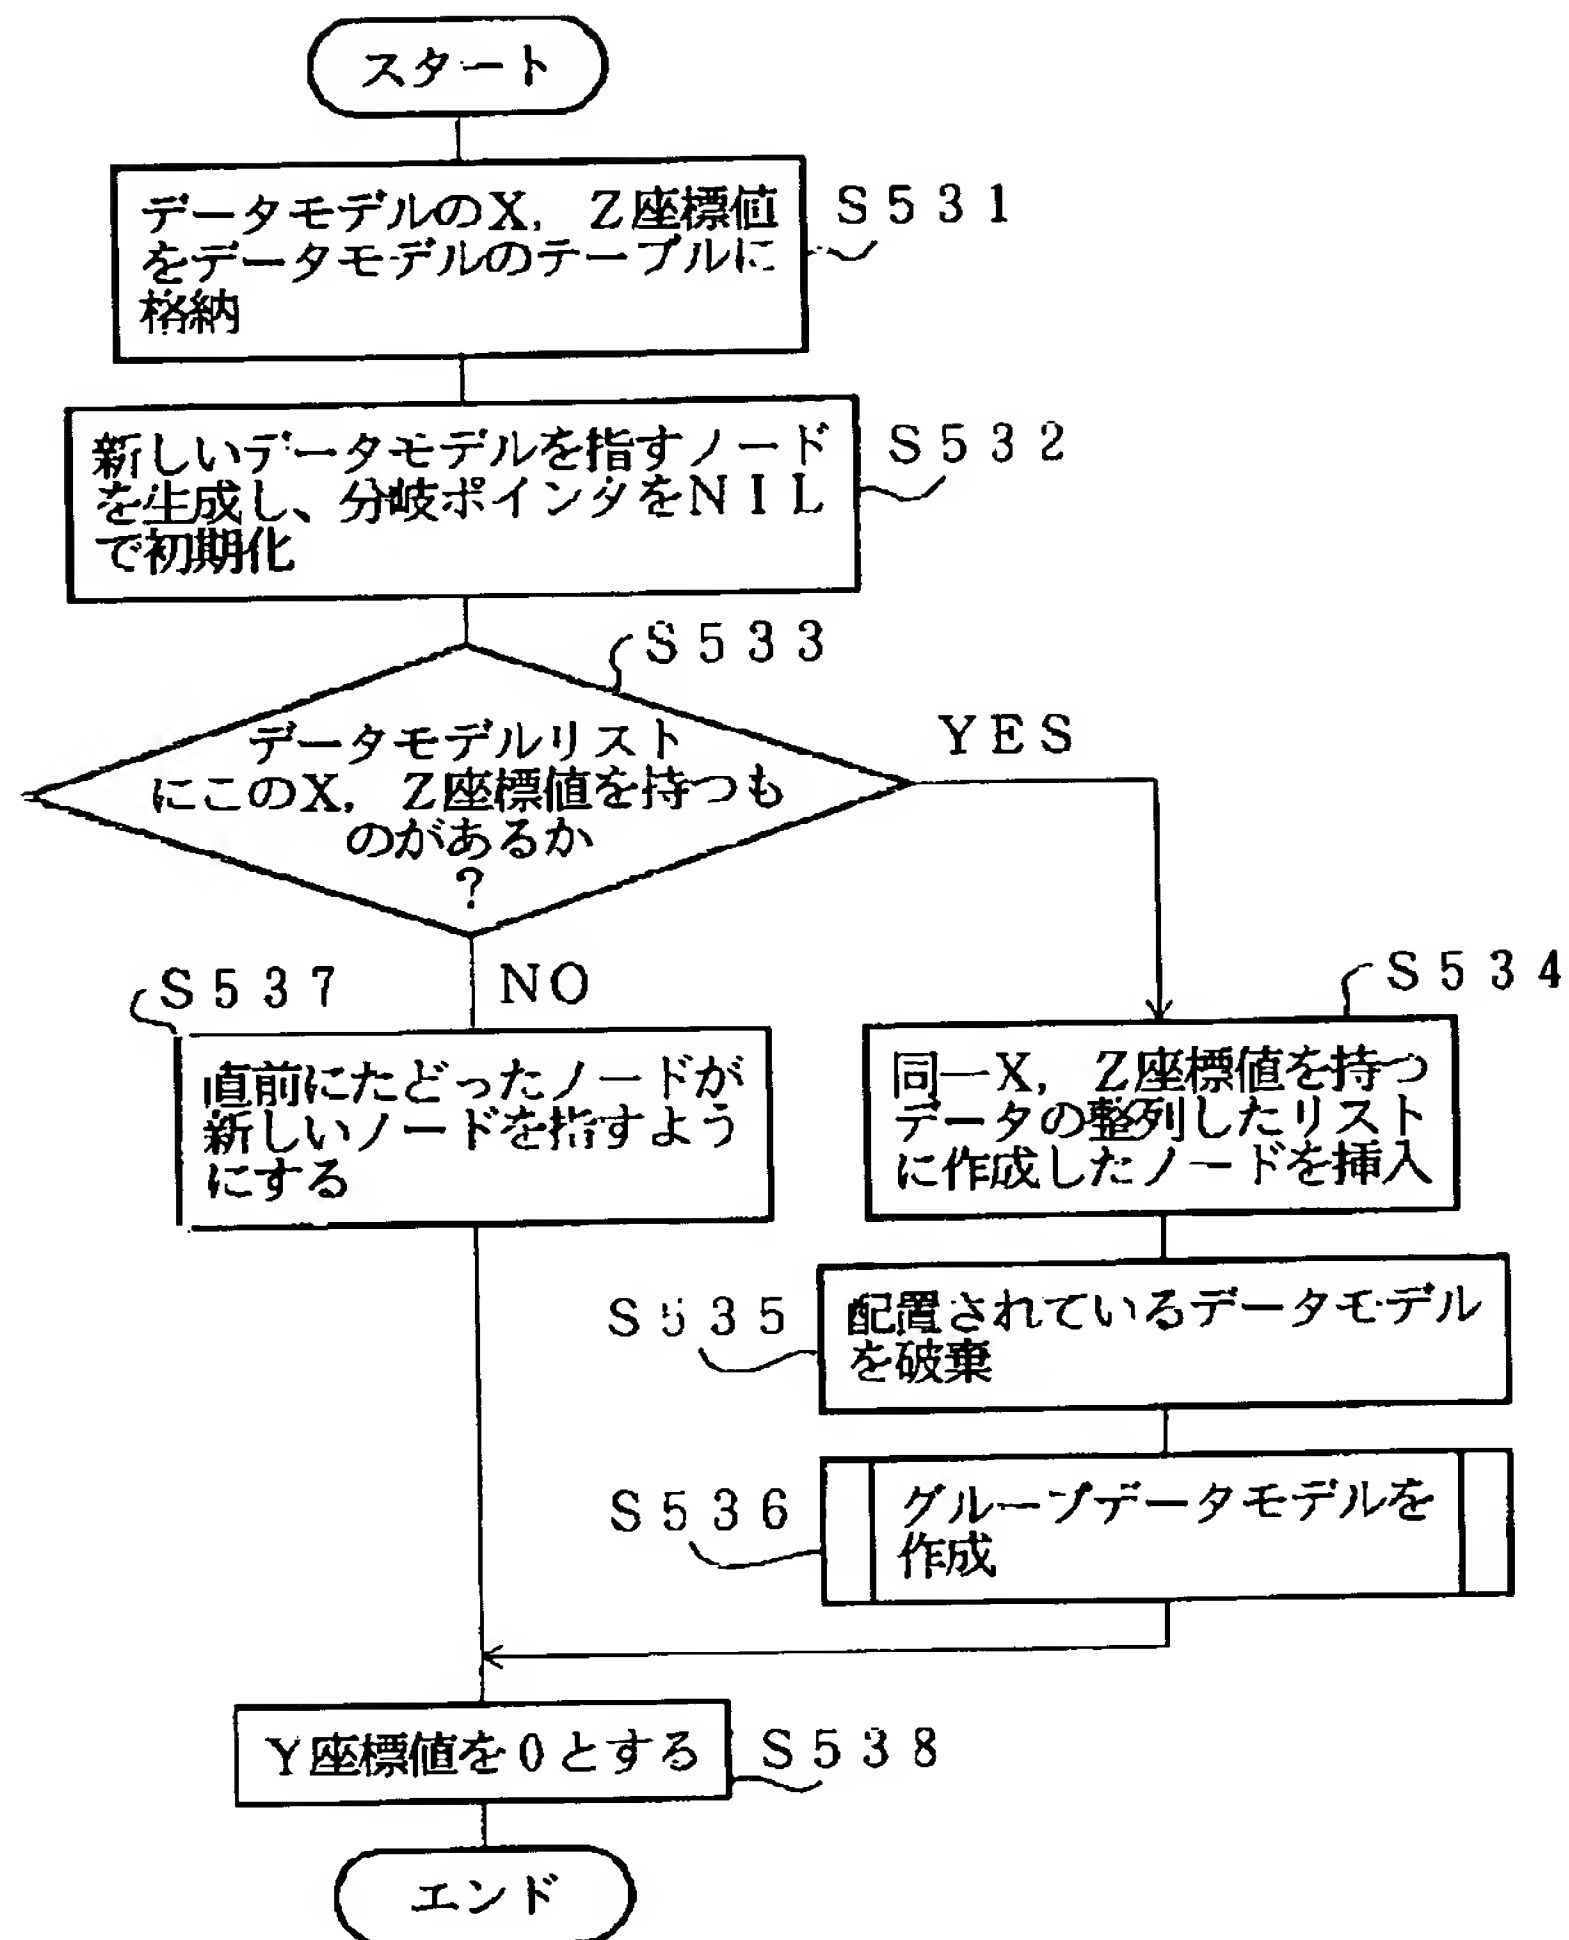 スタート
データモデルのX，Z座標値
をデータモデルのテーブルに
格納
S531
新しいデータモデルを指すノード
を生成し、分岐ポインタをNIL
で初期化
S532
S533
データモデルリスト
にこのX，Z座標値を持つも
のがあるか
？
YES
NO
S537
直前にたどったノードが
新しいノードを指すよう
にする
S534
同一X，Z座標値を持つ
データの整列したリスト
に作成したノードを挿入
S535
配置されているデータモデル
を破棄
S536
グループデータモデルを
作成
Y座標値を0とする
S538
エンド